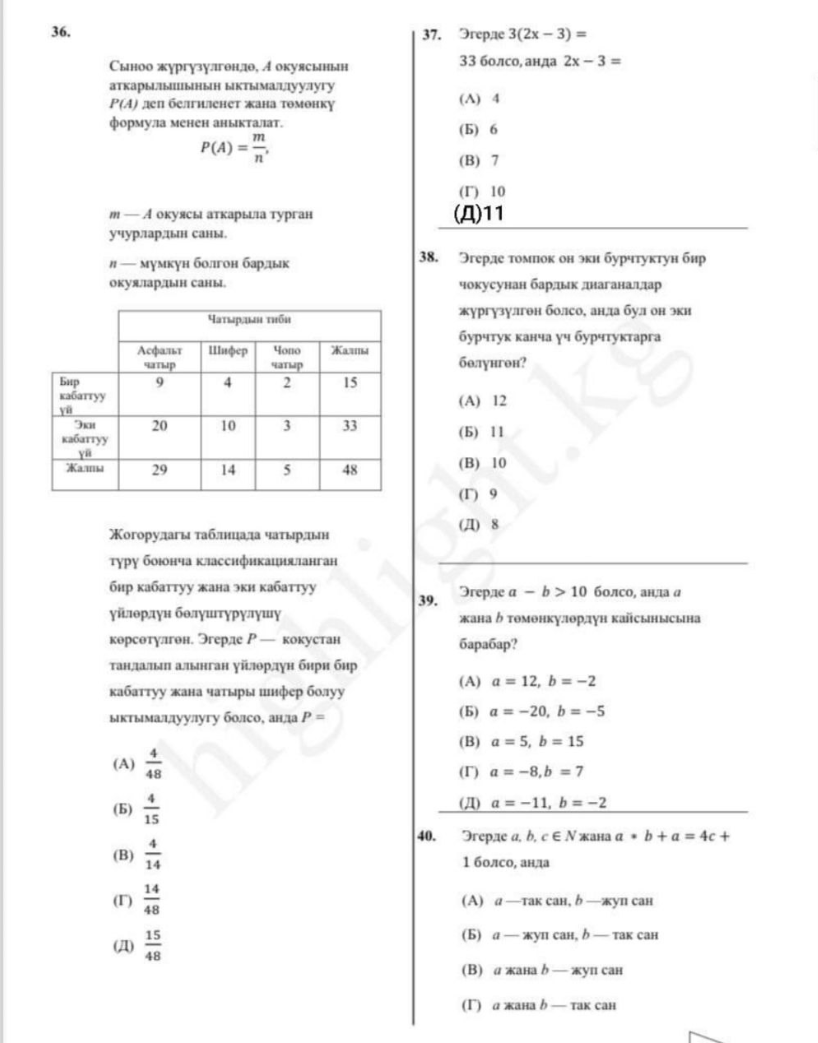 36.
Сыноо жүргүзүлгөндө, А окуясынын
аткарылышынын ыктымалдуулугу
P(A) деп белгиленет жана төмөнкү
формула менен аныкталат.
P(A) = m/n,
m — А окуясы аткарыла турган
учурлардын саны.
n — мүмкүн болгон бардык
окуялардын саны.
Чатырдын тиби
Асфальт чатыр Шифер Чопо чатыр Жалпы
Бир кабаттуу үй 9 4 2 15
Эки кабаттуу үй 20 10 3 33
Жалпы 29 14 5 48
Жогорудагы таблицада чатырдын
түрү боюнча классификацияланган
бир кабаттуу жана эки кабаттуу
үйлөрдүн бөлүштүрүлүшү
көрсөтүлгөн. Эгерде P — кокустан
тандалып алынган үйлөрдүн бири бир
кабаттуу жана чатыры шифер болуу
ыктымалдуулугу болсо, анда P =
(А) 4/48
(Б) 4/15
(В) 4/14
(Г) 14/48
(Д) 15/48
37. Эгерде 3(2x − 3) =
33 болсо, анда 2x − 3 =
(А) 4
(Б) 6
(В) 7
(Г) 10
(Д)11
38. Эгерде томпок он эки бурчтуктун бир
чокусунан бардык диаганалдар
жүргүзүлгөн болсо, анда бул он эки
бурчтук канча үч бурчтуктарга
бөлүнгөн?
(А) 12
(Б) 11
(В) 10
(Г) 9
(Д) 8
39. Эгерде a − b > 10 болсо, анда a
жана b төмөнкүлөрдүн кайсынысына
барабар?
(А) a = 12, b = −2
(Б) a = −20, b = −5
(В) a = 5, b = 15
(Г) a = −8, b = 7
(Д) a = −11, b = −2
40. Эгерде a, b, c ∈ N жана a * b + a = 4c +
1 болсо, анда
(А) a —так сан, b —жуп сан
(Б) a — жуп сан, b — так сан
(В) a жана b — жуп сан
(Г) a жана b — так сан
highlight.kg